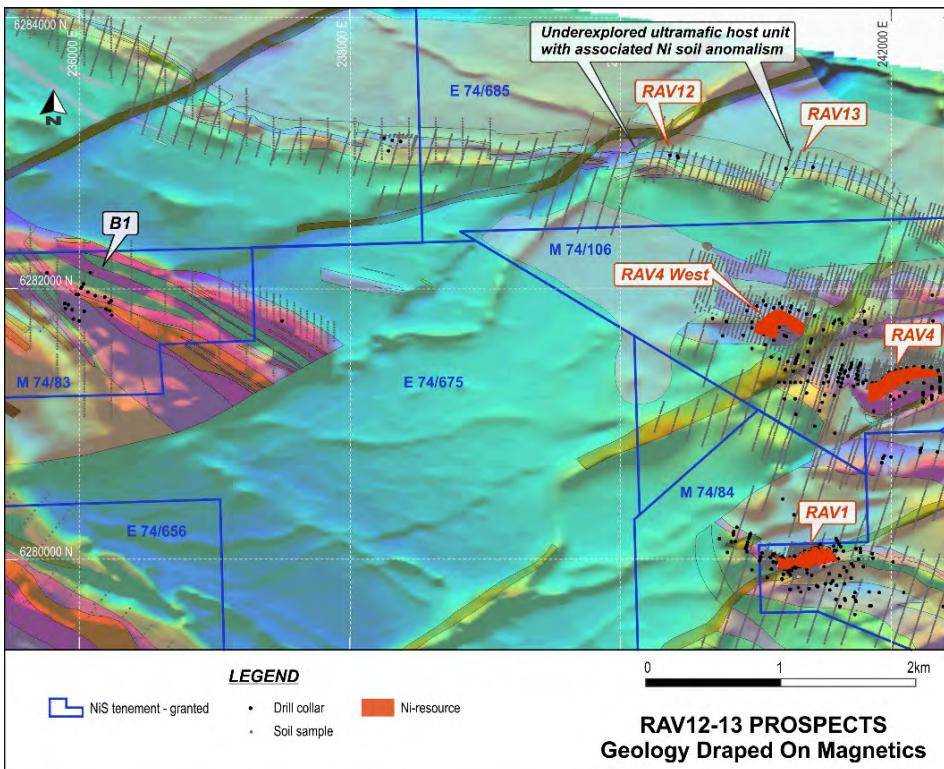 6284000 N
236000 E
238000 E
242000 E
Underexplored ultramafic host unit
with associated Ni soil anomalism
E 74/685
RAV12
RAV13
N
B1
M 74/106
6282000 N
RAV4 West
RAV4
M 74/83
E 74/675
M 74/84
E 74/656
RAV1
6280000 N
LEGEND
NiS tenement - granted
Drill collar
Ni-resource
Soil sample
0 1 2km
RAV12-13 PROSPECTS
Geology Draped On Magnetics